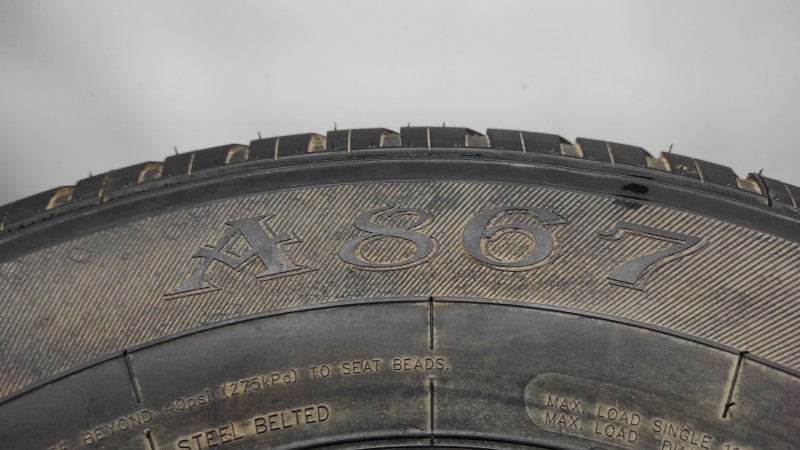 A867
BEYOND 40psi (275kPa) TO SEAT BEADS.
STEEL BELTED
MAX. LOAD SINGLE
MAX. LOAD